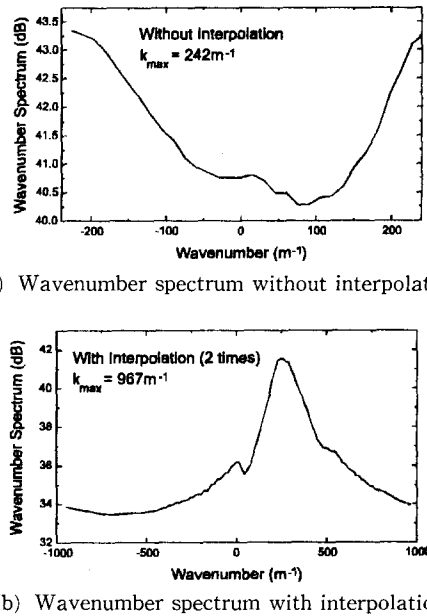 43.5
43.0
42.5
42.0
41.5
41.0
40.5
40.0
Wavenumber Spectrum (dB)
Without Interpolation
kmax = 242m-1
-200 -100 0 100 200
Wavenumber (m-1)
) Wavenumber spectrum without interpolat
42
40
38
36
34
32
Wavenumber Spectrum (dB)
With Interpolation (2 times)
kmax = 967m-1
-1000 -500 0 500 1000
Wavenumber (m-1)
b) Wavenumber spectrum with interpolatio